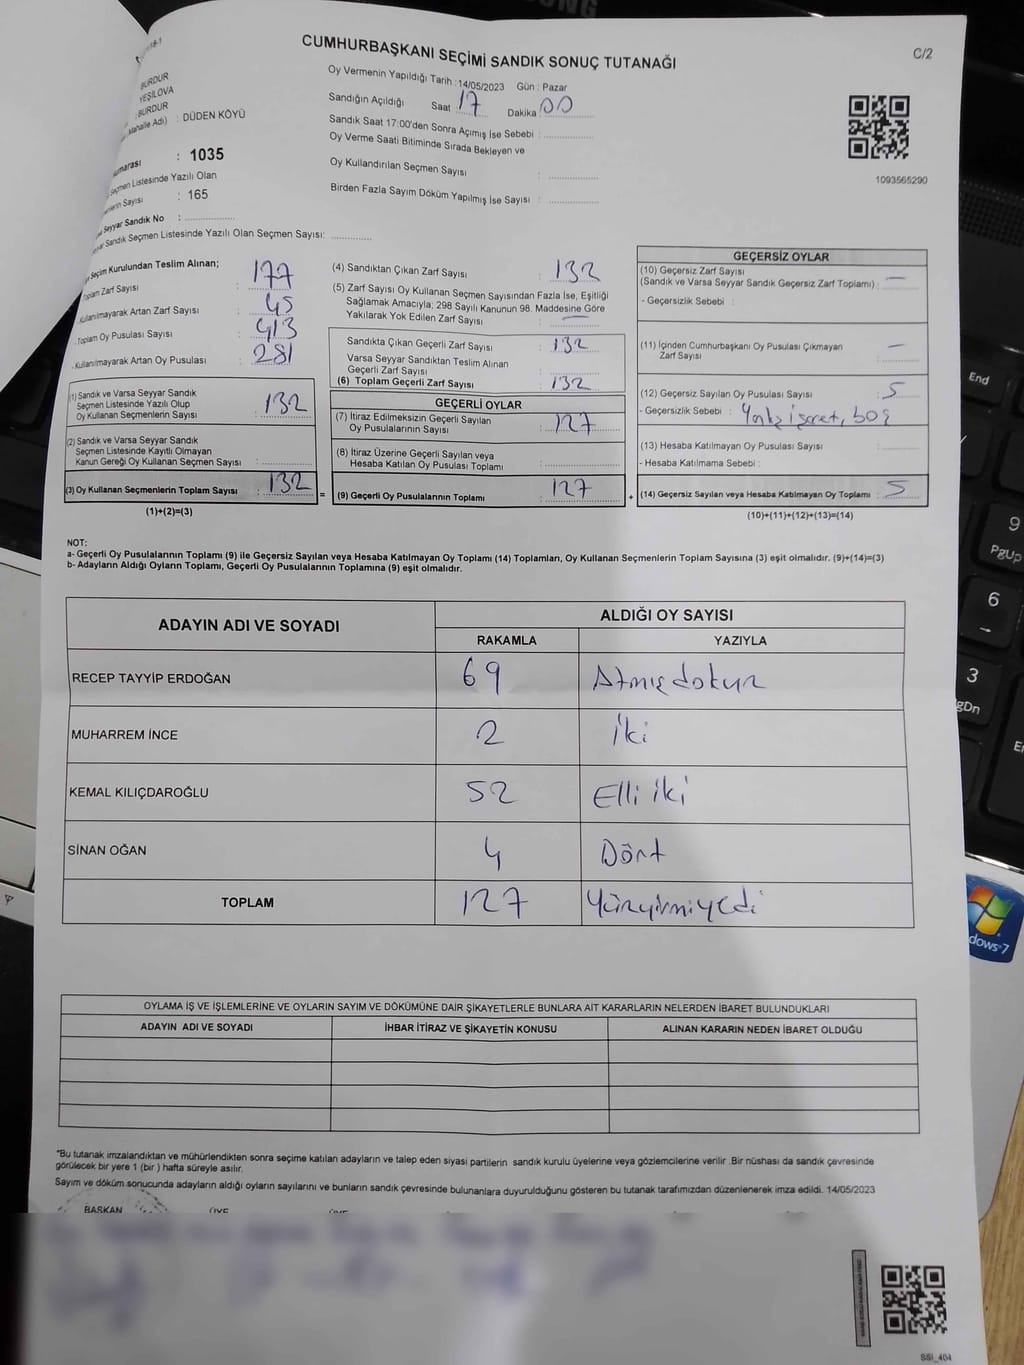 CUMHURBAŞKANI SEÇİMİ SANDIK SONUÇ TUTANAĞI
C/2
Oy Vermenin Yapıldığı Tarih : 14/05/2023 Gün : Pazar
Sandığın Açıldığı Saat 17 Dakika 00
Sandık Saat 17:00'den Sonra Açımış İse Sebebi :
Oy Verme Saati Bitiminde Sırada Bekleyen ve
Oy Kullandırılan Seçmen Sayısı :
Birden Fazla Sayım Döküm Yapılmış İse Sayısı :
1093565290
BURDUR
YEŞİLOVA
: BURDUR
Mahalle Adı) : DÜDEN KÖYÜ
: 1035
Seçmen Listesinde Yazılı Olan
Sayısı : 165
Seyyar Sandık No :
Sandık Seçmen Listesinde Yazılı Olan Seçmen Sayısı:
Seçim Kurulundan Teslim Alınan;
Toplam Zarf Sayısı : 177
Kullanılmayarak Artan Zarf Sayısı : 45
Toplam Oy Pusulası Sayısı : 413
Kullanılmayarak Artan Oy Pusulası : 281
(1) Sandık ve Varsa Seyyar Sandık
Seçmen Listesinde Yazılı Olup
Oy Kullanan Seçmenlerin Sayısı : 132
(2) Sandık ve Varsa Seyyar Sandık
Seçmen Listesinde Kayıtlı Olmayan
Kanun Gereği Oy Kullanan Seçmen Sayısı :
(3) Oy Kullanan Seçmenlerin Toplam Sayısı : 132 =
(1)+(2)=(3)
(4) Sandıktan Çıkan Zarf Sayısı : 132
(5) Zarf Sayısı Oy Kullanan Seçmen Sayısından Fazla İse, Eşitliği
Sağlamak Amacıyla; 298 Sayılı Kanunun 98. Maddesine Göre
Yakılarak Yok Edilen Zarf Sayısı : —
Sandıkta Çıkan Geçerli Zarf Sayısı : 132
Varsa Seyyar Sandıktan Teslim Alınan
Geçerli Zarf Sayısı :
(6) Toplam Geçerli Zarf Sayısı : 132
GEÇERLİ OYLAR
(7) İtiraz Edilmeksizin Geçerli Sayılan
Oy Pusulalarının Sayısı : 127
(8) İtiraz Üzerine Geçerli Sayılan veya
Hesaba Katılan Oy Pusulası Toplamı :
(9) Geçerli Oy Pusulalarının Toplamı : 127 +
GEÇERSİZ OYLAR
(10) Geçersiz Zarf Sayısı
(Sandık ve Varsa Seyyar Sandık Geçersiz Zarf Toplamı) : —
- Geçersizlik Sebebi :
(11) İçinden Cumhurbaşkanı Oy Pusulası Çıkmayan
Zarf Sayısı : —
(12) Geçersiz Sayılan Oy Pusulası Sayısı : 5
- Geçersizlik Sebebi : Yanlış işaret, boş
(13) Hesaba Katılmayan Oy Pusulası Sayısı :
- Hesaba Katılmama Sebebi :
(14) Geçersiz Sayılan veya Hesaba Katılmayan Oy Toplamı : 5
(10)+(11)+(12)+(13)=(14)
NOT:
a- Geçerli Oy Pusulalarının Toplamı (9) ile Geçersiz Sayılan veya Hesaba Katılmayan Oy Toplamı (14) Toplamları, Oy Kullanan Seçmenlerin Toplam Sayısına (3) eşit olmalıdır. (9)+(14)=(3)
b- Adayların Aldığı Oyların Toplamı, Geçerli Oy Pusulalarının Toplamına (9) eşit olmalıdır.
ADAYIN ADI VE SOYADI ALDIĞI OY SAYISI
RAKAMLA YAZIYLA
RECEP TAYYİP ERDOĞAN 69 Atmışdokuz
MUHARREM İNCE 2 İki
KEMAL KILIÇDAROĞLU 52 Elli iki
SİNAN OĞAN 4 Dört
TOPLAM 127 Yüzyirmiyedi
OYLAMA İŞ VE İŞLEMLERİNE VE OYLARIN SAYIM VE DÖKÜMÜNE DAİR ŞİKAYETLERLE BUNLARA AİT KARARLARIN NELERDEN İBARET BULUNDUKLARI
ADAYIN ADI VE SOYADI İHBAR İTİRAZ VE ŞİKAYETİN KONUSU ALINAN KARARIN NEDEN İBARET OLDUĞU
*Bu tutanak imzalandıktan ve mühürlendikten sonra seçime katılan adayların ve talep eden siyasi partilerin sandık kurulu üyelerine veya gözlemcilerine verilir .Bir nüshası da sandık çevresinde
görülecek bir yere 1 (bir ) hafta süreyle asılır.
Sayım ve döküm sonucunda adayların aldığı oyların sayılarını ve bunların sandık çevresinde bulunanlara duyurulduğunu gösteren bu tutanak tarafımızdan düzenlenerek imza edildi. 14/05/2023
BAŞKAN ÜYE
SSI_404
End
9
PgUp
6
3
gDn
dows 7